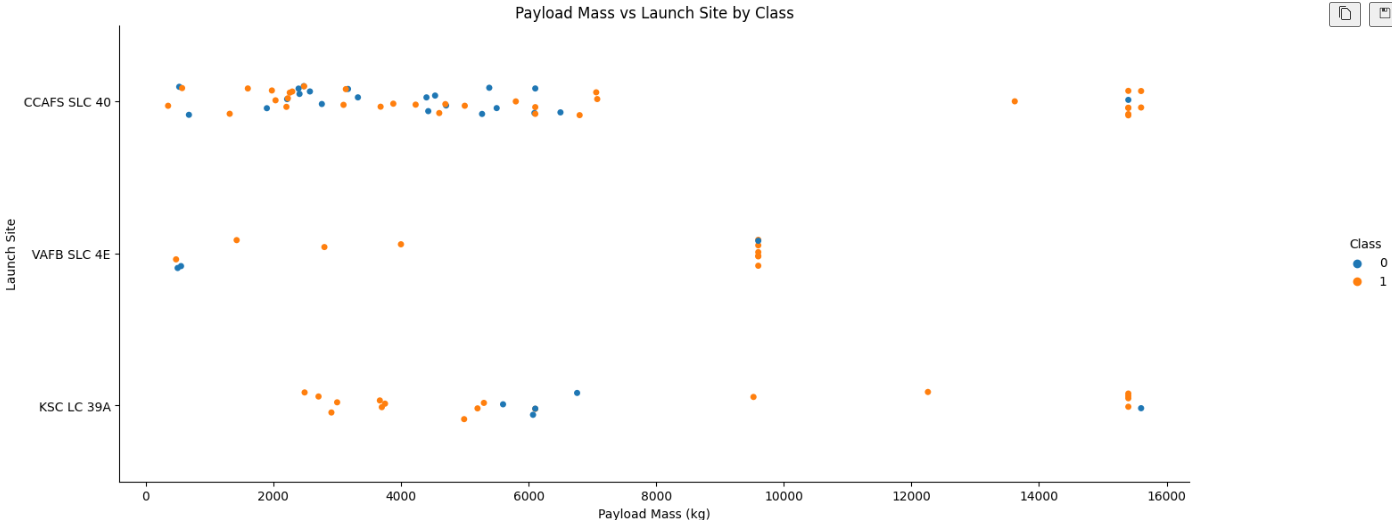 Payload Mass vs Launch Site by Class
CCAFS SLC 40
VAFB SLC 4E
KSC LC 39A
Launch Site
0 2000 4000 6000 8000 10000 12000 14000 16000
Payload Mass (kg)
Class
0
1